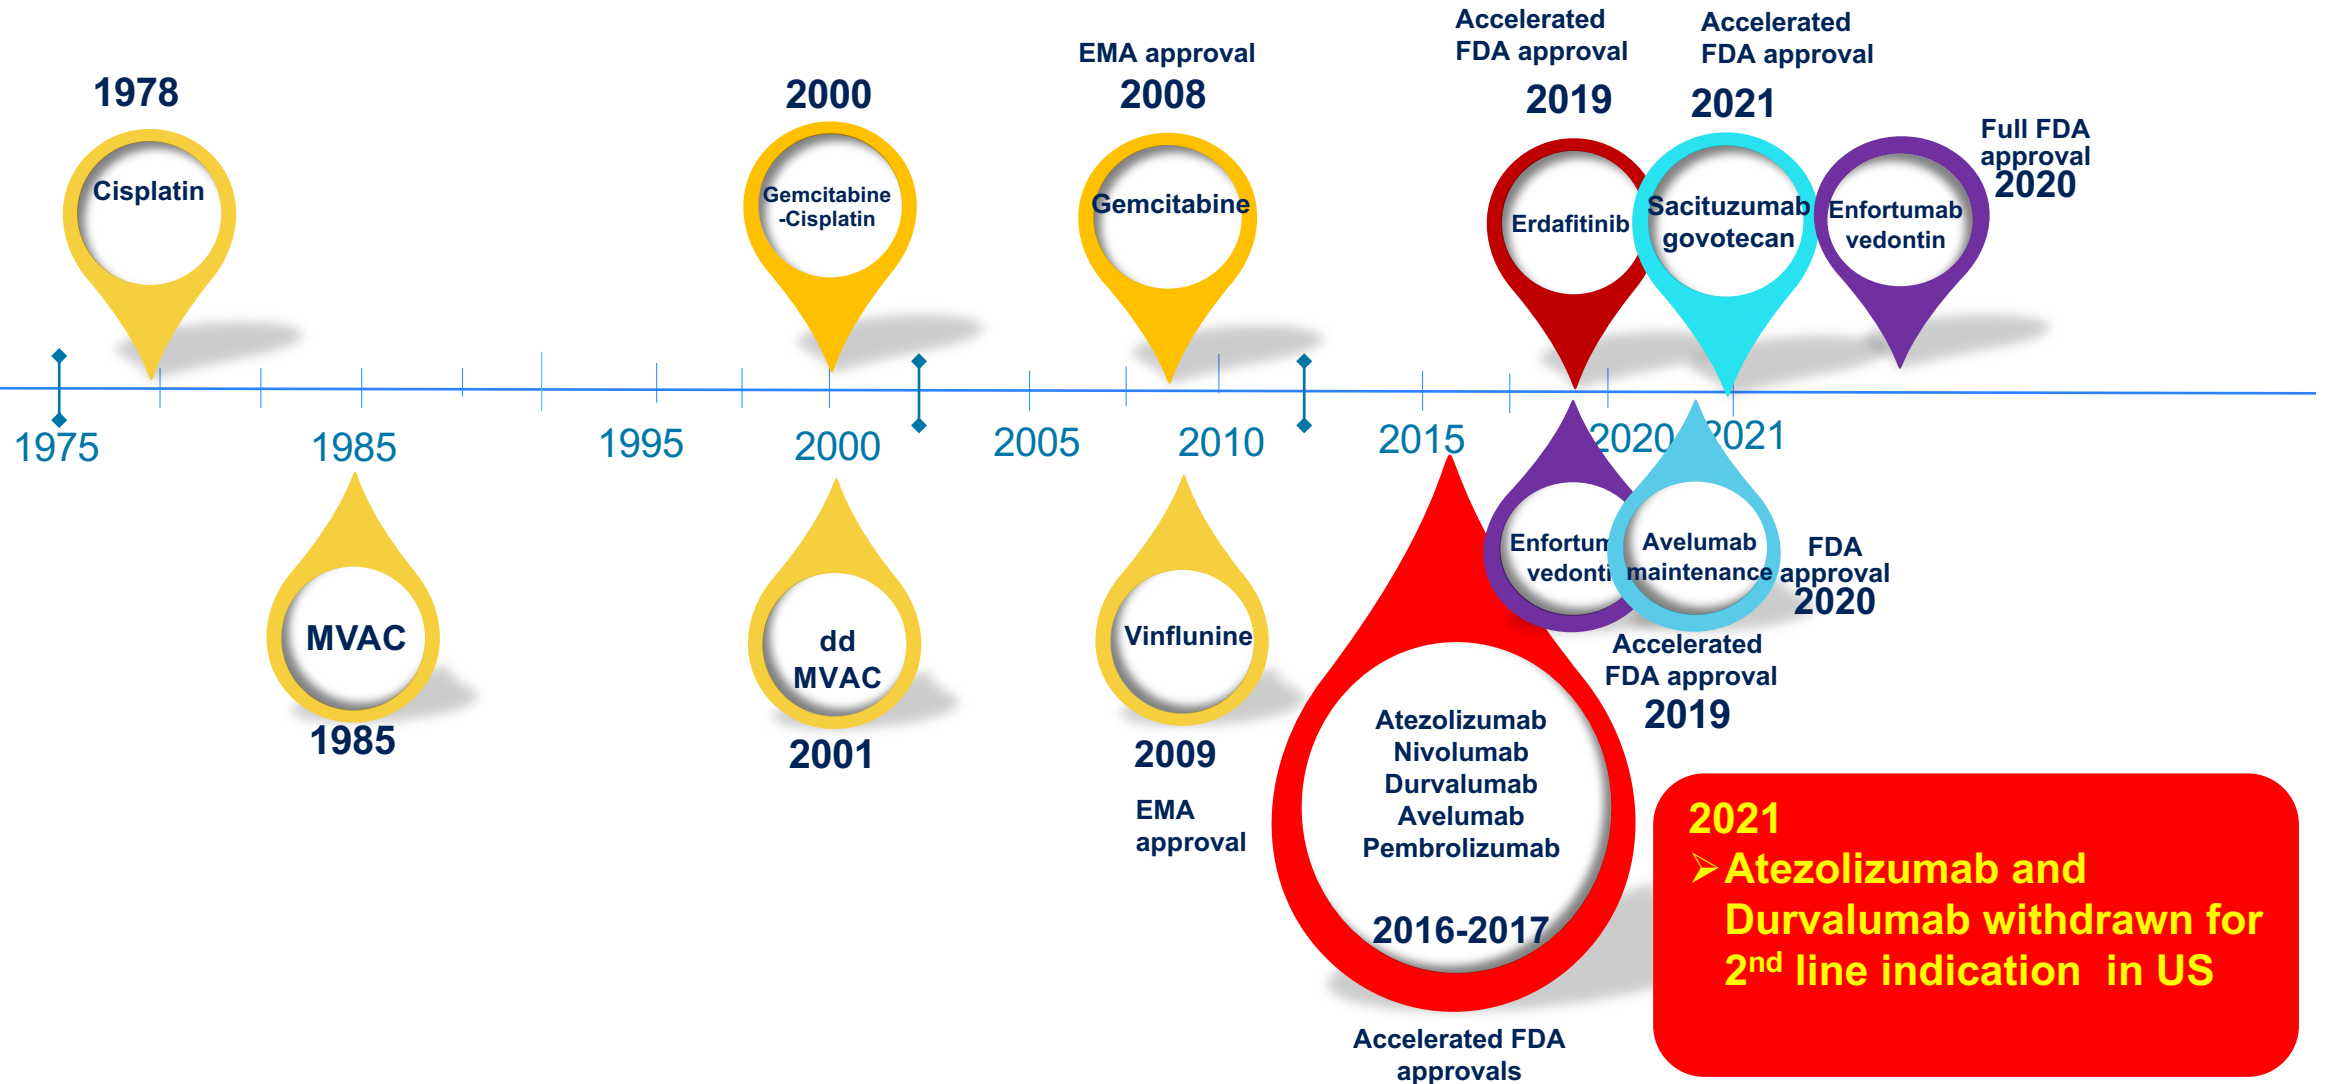 1978
Cisplatin
2000
Gemcitabine
-Cisplatin
EMA approval
2008
Gemcitabine
Accelerated
FDA approval
2019
Erdafitinib
Accelerated
FDA approval
2021
Sacituzumab
govotecan
Full FDA
approval
2020
Enfortumab
vedontin
1975
1985
1995
2000
2005
2010
2015
2020
2021
MVAC
1985
dd
MVAC
2001
Vinflunine
2009
EMA
approval
Atezolizumab
Nivolumab
Durvalumab
Avelumab
Pembrolizumab
2016-2017
Accelerated FDA
approvals
Enfortum
vedonti
Accelerated
FDA approval
2019
Avelumab
maintenance
FDA
approval
2020
2021
➢Atezolizumab and
Durvalumab withdrawn for
2nd line indication in US